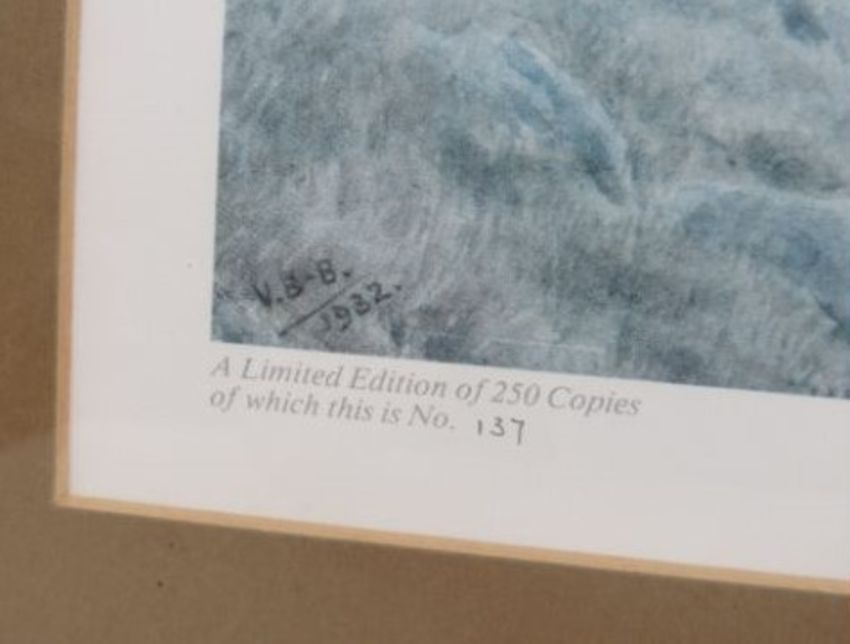 V.B-B.
1932.
A Limited Edition of 250 Copies
of which this is No. 137